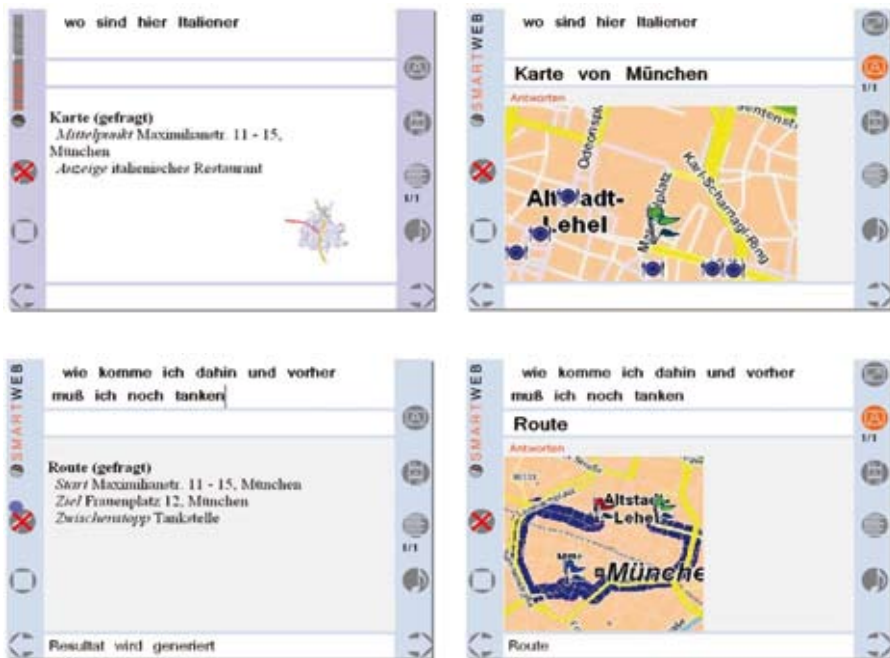 wo sind hier Italiener
Karte (gefragt)
Mittelpunkt Maximilianstr. 11 - 15,
München
Anzeige italienisches Restaurant
1/1
SMARTWEB
wo sind hier Italiener
Karte von München
1/1
Antworten
Odeonspl
Karl-Scharnagl-Ring
Altstadt-
Lehel
SMARTWEB
wie komme ich dahin und vorher
muß ich noch tanken
Route (gefragt)
Start Maximilianstr. 11 - 15, München
Ziel Frauenplatz 12, München
Zwischenstopp Tankstelle
1/1
Resultat wird generiert
SMARTWEB
wie komme ich dahin und vorher
muß ich noch tanken
Route
1/1
Antworten
Altstadt-
Lehel
Münche
Route